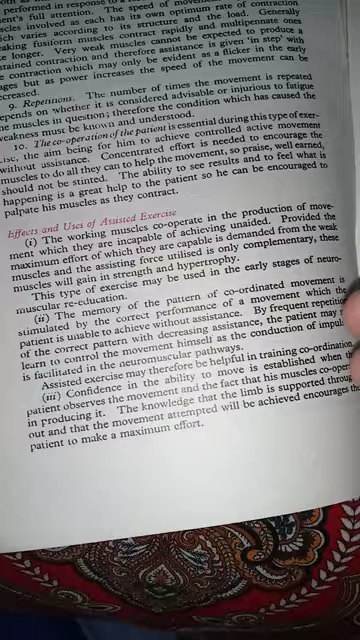 performed in response to a
ent's full attention. The speed of movement
scles involved as each has its own optimum rate of contraction
ich varies according to its structure and the load. Generally
eaking fusiform muscles contract rapidly and multipennate ones
e longer. Very weak muscles cannot be expected to produce a
stained contraction and therefore assistance is given 'in step' with
e contraction which may only be evident as a flicker in the early
ages but as power increases the speed of the movement can be
ecreased.
9. Repetitions. The number of times the movement is repeated
epends on whether it is considered advisable or injurious to fatigue
he muscles in question; therefore the condition which has caused the
weakness must be known and understood.
10. The co-operation of the patient is essential during this type of exer-
cise, the aim being for him to achieve controlled active movement
without assistance. Concentrated effort is needed to encourage the
muscles to do all they can to help the movement, so praise, well earned,
should not be stinted. The ability to see results and to feel what is
happening is a great help to the patient so he can be encouraged to
palpate his muscles as they contract.
Effects and Uses of Assisted Exercise
(i) The working muscles co-operate in the production of move-
ment which they are incapable of achieving unaided. Provided the
maximum effort of which they are capable is demanded from the weak
muscles and the assisting force utilised is only complementary, these
muscles will gain in strength and hypertrophy.
This type of exercise may be used in the early stages of neuro-
muscular re-education.
(ii) The memory of the pattern of co-ordinated movement is
stimulated by the correct performance of a movement which the
patient is unable to achieve without assistance. By frequent repetition
of the correct pattern with decreasing assistance, the patient may
learn to control the movement himself as the conduction of impul
is facilitated in the neuromuscular pathways.
Assisted exercise may therefore be helpful in training co-ordination.
(iii) Confidence in the ability to move is established when th
patient observes the movement and the fact that his muscles co-oper
in producing it. The knowledge that the limb is supported throug
out and that the movement attempted will be achieved encourages the
patient to make a maximum effort.